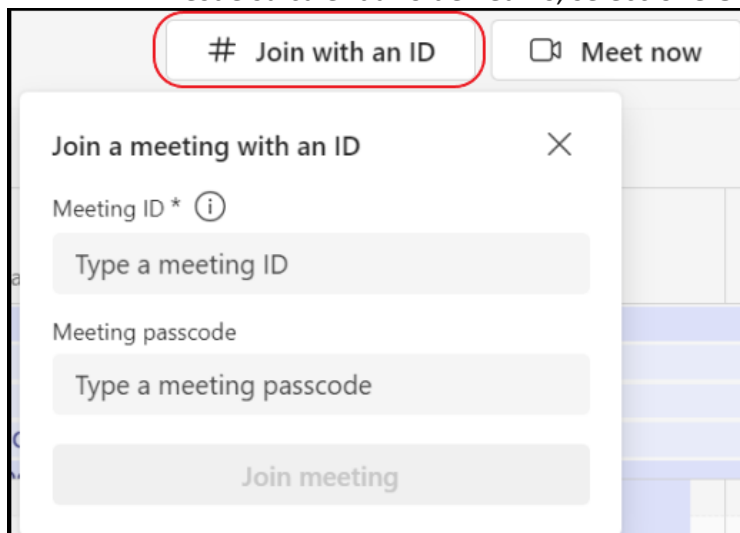 # Join with an ID
Meet now
Join a meeting with an ID
Meeting ID *
Type a meeting ID
Meeting passcode
Type a meeting passcode
Join meeting